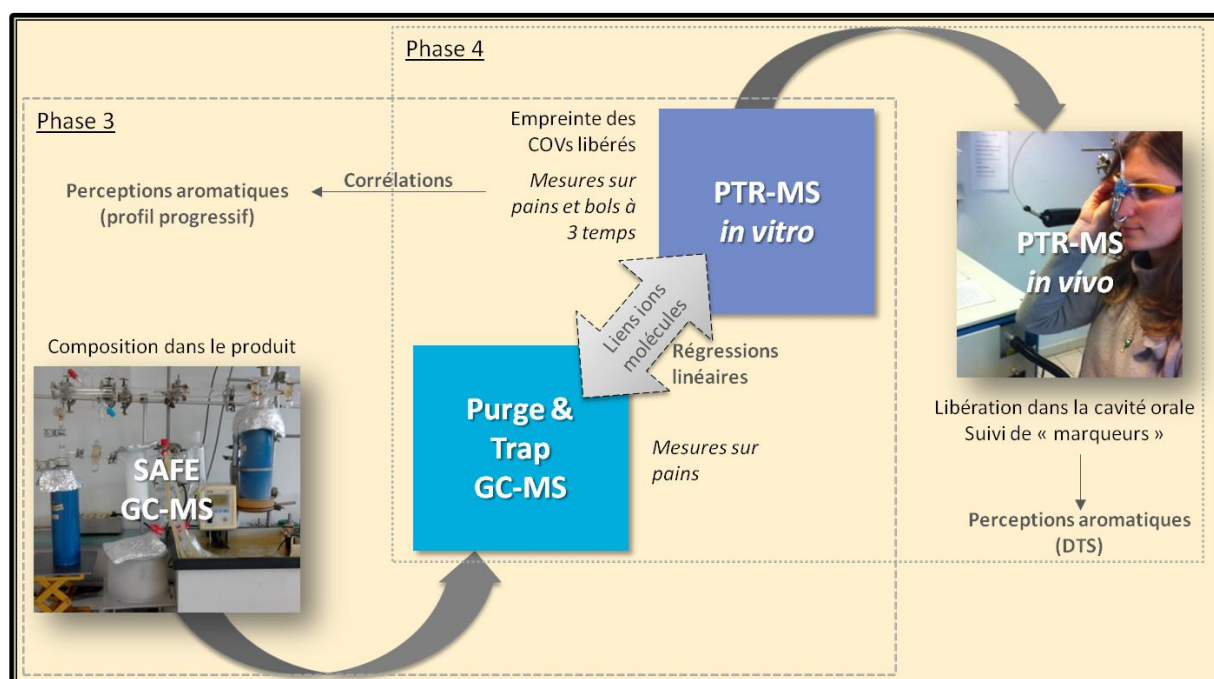 Phase 4
Phase 3
Empreinte des
COVs libérés
Mesures sur
pains et bols à
3 temps
Corrélations
Perceptions aromatiques
(profil progressif)
PTR-MS
in vitro
PTR-MS
in vivo
Liens ions
molécules
Régressions
linéaires
Composition dans le produit
SAFE
GC-MS
Purge &
Trap
GC-MS
Mesures sur
pains
Libération dans la cavité orale
Suivi de « marqueurs »
Perceptions aromatiques
(DTS)